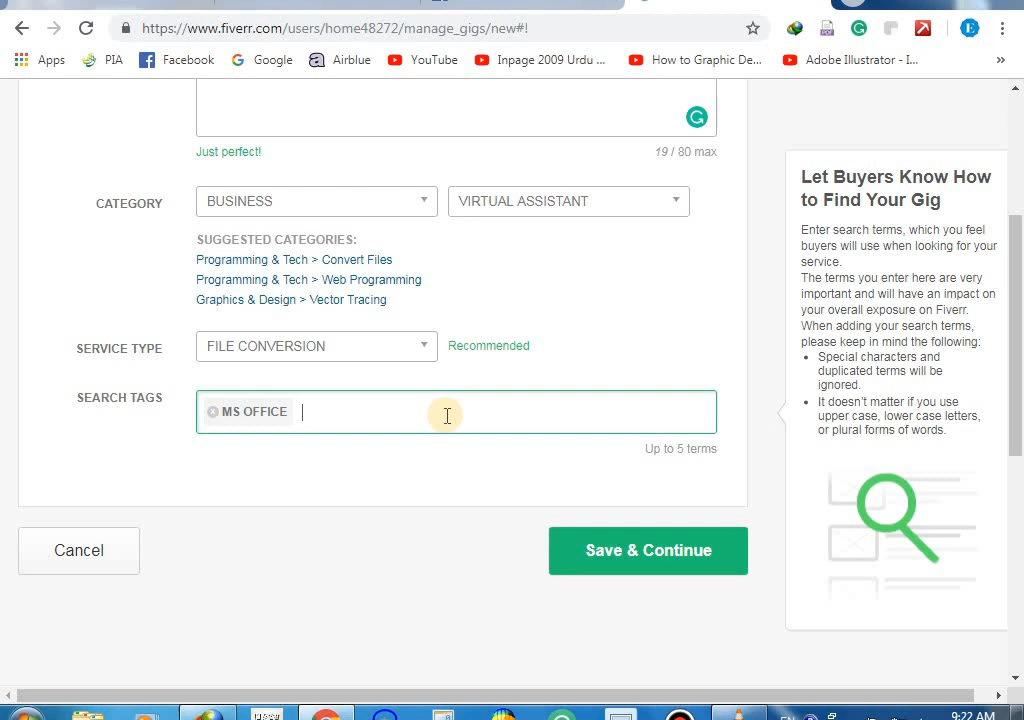 https://www.fiverr.com/users/home48272/manage_gigs/new#!
Apps PIA Facebook Google Airblue YouTube Inpage 2009 Urdu ... How to Graphic De... Adobe Illustrator - I... »
Just perfect! 19 / 80 max
CATEGORY BUSINESS VIRTUAL ASSISTANT
SUGGESTED CATEGORIES:
Programming & Tech > Convert Files
Programming & Tech > Web Programming
Graphics & Design > Vector Tracing
SERVICE TYPE FILE CONVERSION Recommended
SEARCH TAGS MS OFFICE
Up to 5 terms
Cancel Save & Continue
Let Buyers Know How
to Find Your Gig
Enter search terms, which you feel
buyers will use when looking for your
service.
The terms you enter here are very
important and will have an impact on
your overall exposure on Fiverr.
When adding your search terms,
please keep in mind the following:
• Special characters and
duplicated terms will be
ignored.
• It doesn't matter if you use
upper case, lower case letters,
or plural forms of words.
EN 9:22 AM